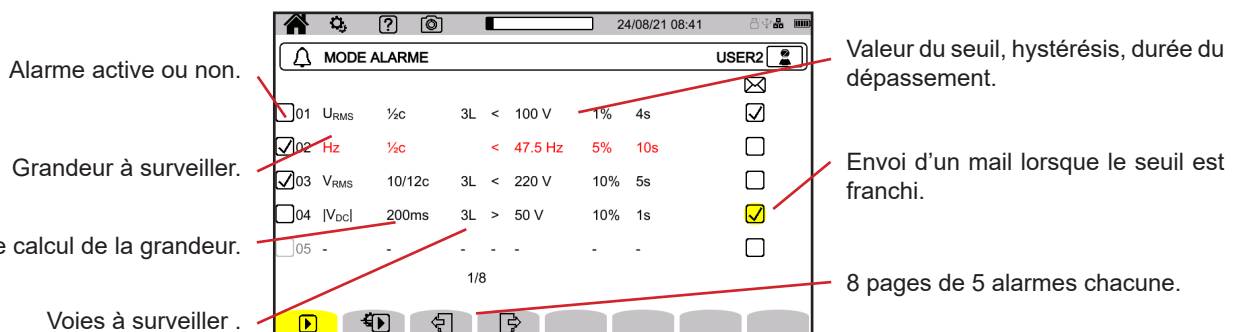 24/08/21 08:41
MODE ALARME
USER2
01 URMS ½c 3L < 100 V 1% 4s
02 Hz ½c < 47.5 Hz 5% 10s
03 VRMS 10/12c 3L < 220 V 10% 5s
04 |VDC| 200ms 3L > 50 V 10% 1s
05 - - - - - - -
1/8
Alarme active ou non.
Grandeur à surveiller.
e calcul de la grandeur.
Voies à surveiller .
Valeur du seuil, hystérésis, durée du
dépassement.
Envoi d'un mail lorsque le seuil est
franchi.
8 pages de 5 alarmes chacune.